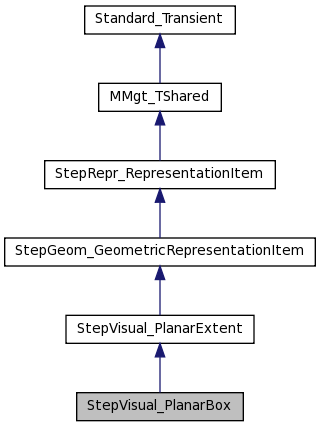 Standard_Transient
MMgt_TShared
StepRepr_RepresentationItem
StepGeom_GeometricRepresentationItem
StepVisual_PlanarExtent
StepVisual_PlanarBox